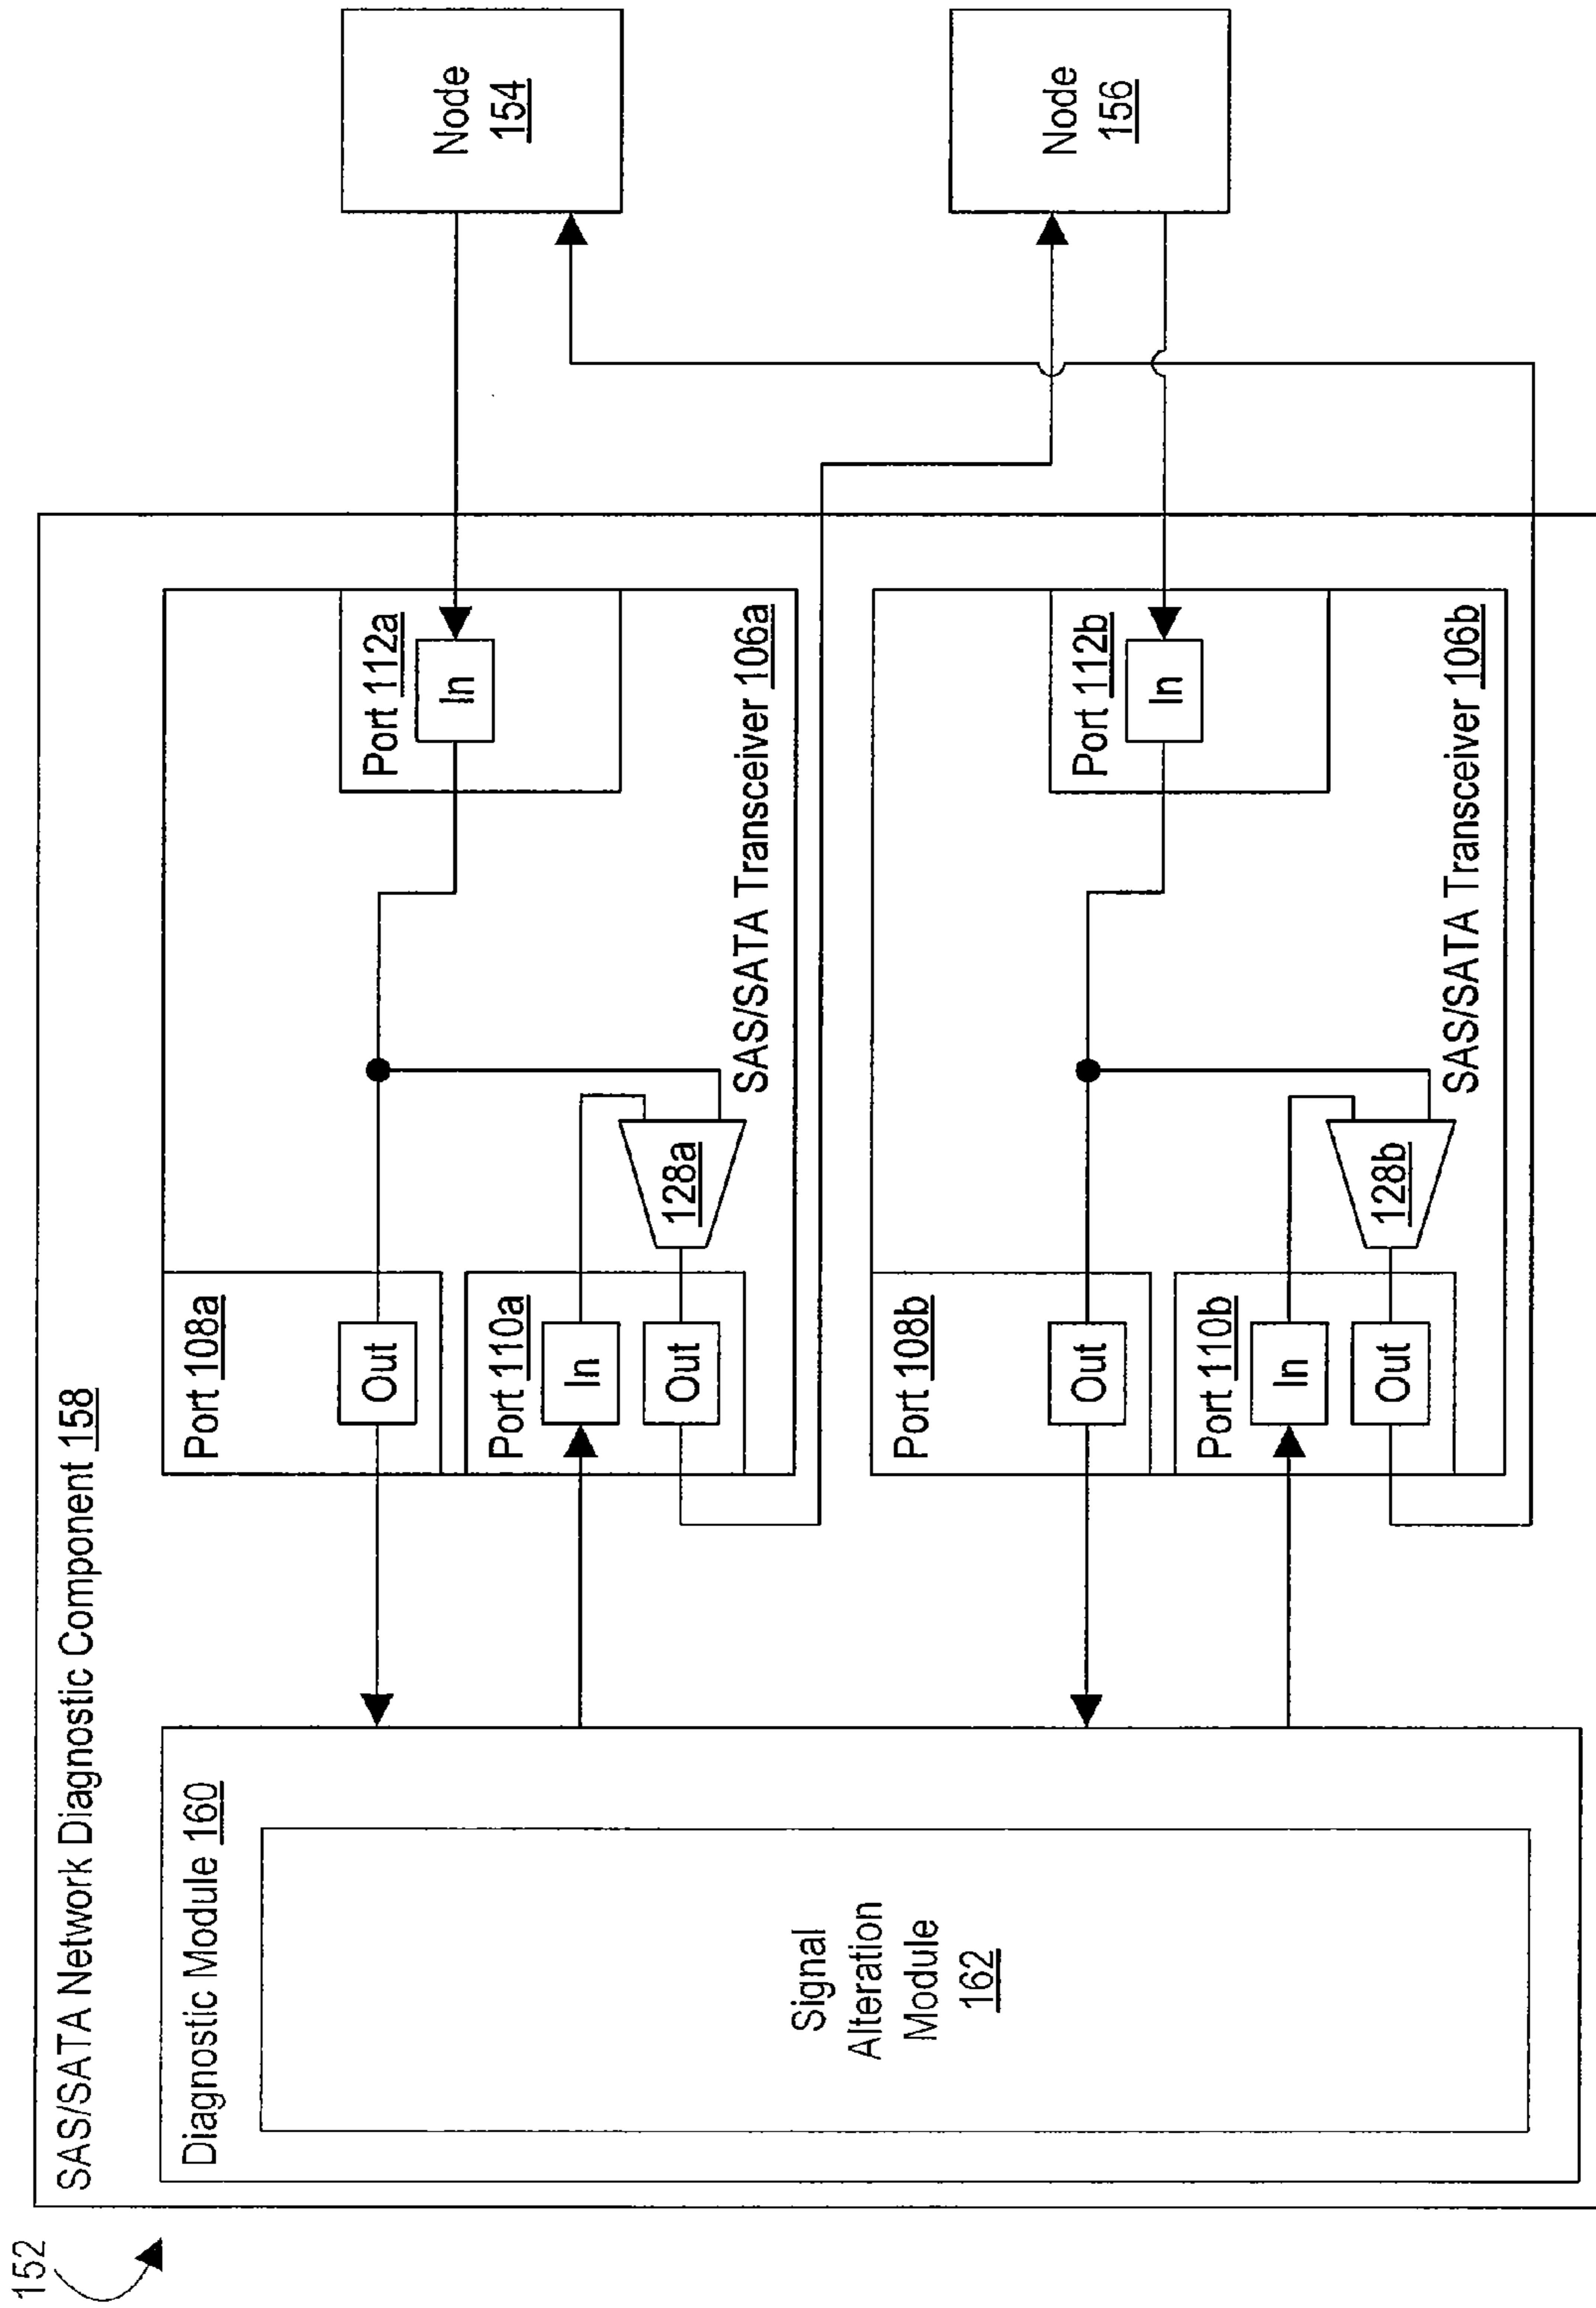 152
SAS/SATA Network Diagnostic Component 158
Diagnostic Module 160
Signal
Alteration
Module
162
Port 108a
Out
Port 110a
In
Out
128a
Port 112a
In
SAS/SATA Transceiver 106a
Node
154
Port 108b
Out
Port 110b
In
Out
128b
Port 112b
In
SAS/SATA Transceiver 106b
Node
156